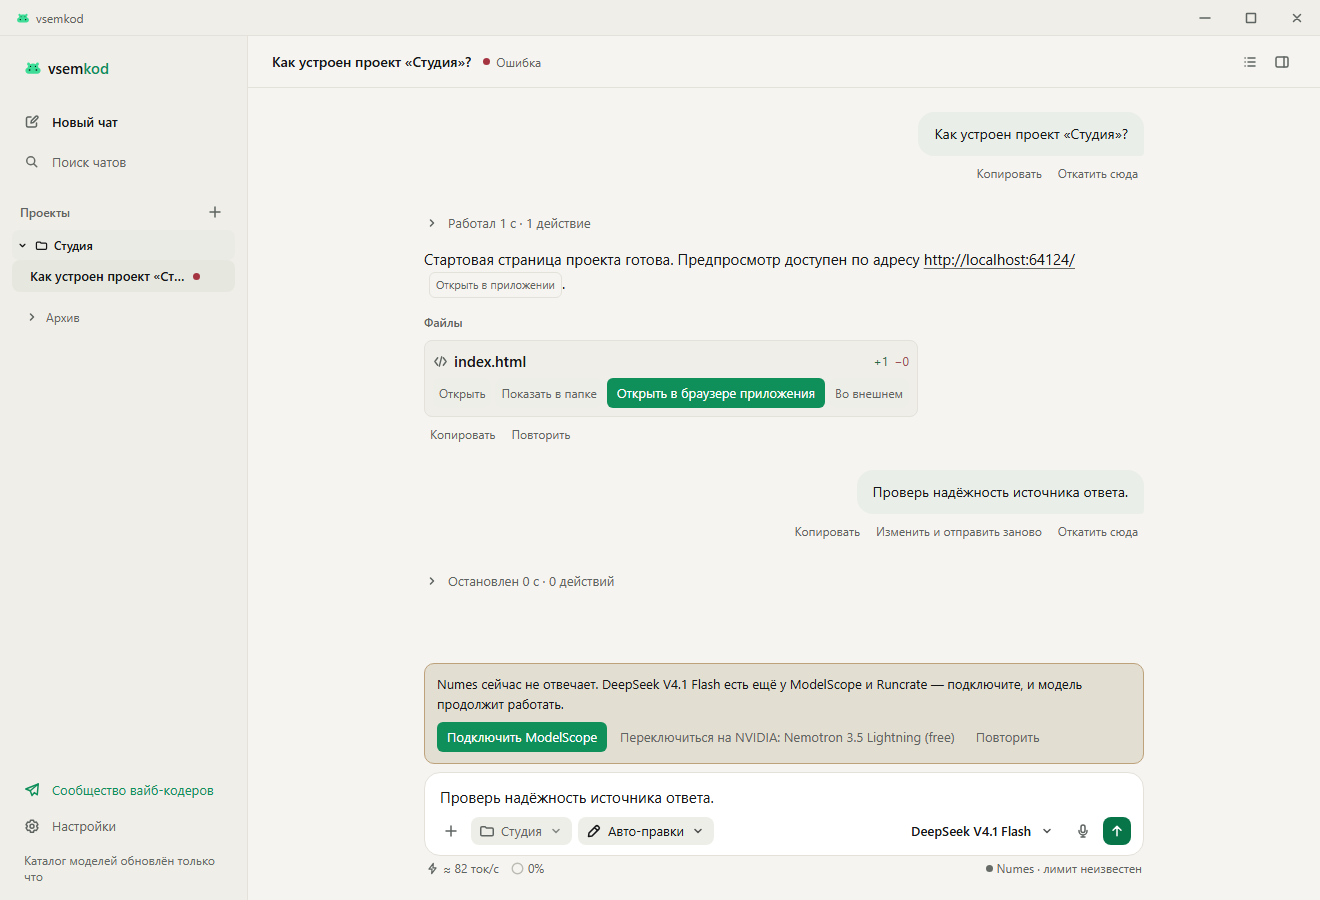 vsemkod
vsemkod
Новый чат
Поиск чатов
Проекты
Студия
Как устроен проект «Ст...
Архив
Сообщество вайб-кодеров
Настройки
Каталог моделей обновлён только
что
Как устроен проект «Студия»? Ошибка
Как устроен проект «Студия»?
Копировать Откатить сюда
Работал 1 с · 1 действие
Стартовая страница проекта готова. Предпросмотр доступен по адресу http://localhost:64124/
Открыть в приложении .
Файлы
index.html +1 −0
Открыть Показать в папке Открыть в браузере приложения Во внешнем
Копировать Повторить
Проверь надёжность источника ответа.
Копировать Изменить и отправить заново Откатить сюда
Остановлен 0 с · 0 действий
Numes сейчас не отвечает. DeepSeek V4.1 Flash есть ещё у ModelScope и Runcrate — подключите, и модель
продолжит работать.
Подключить ModelScope Переключиться на NVIDIA: Nemotron 3.5 Lightning (free) Повторить
Проверь надёжность источника ответа.
Студия Авто-правки DeepSeek V4.1 Flash
≈ 82 ток/с 0% Numes · лимит неизвестен